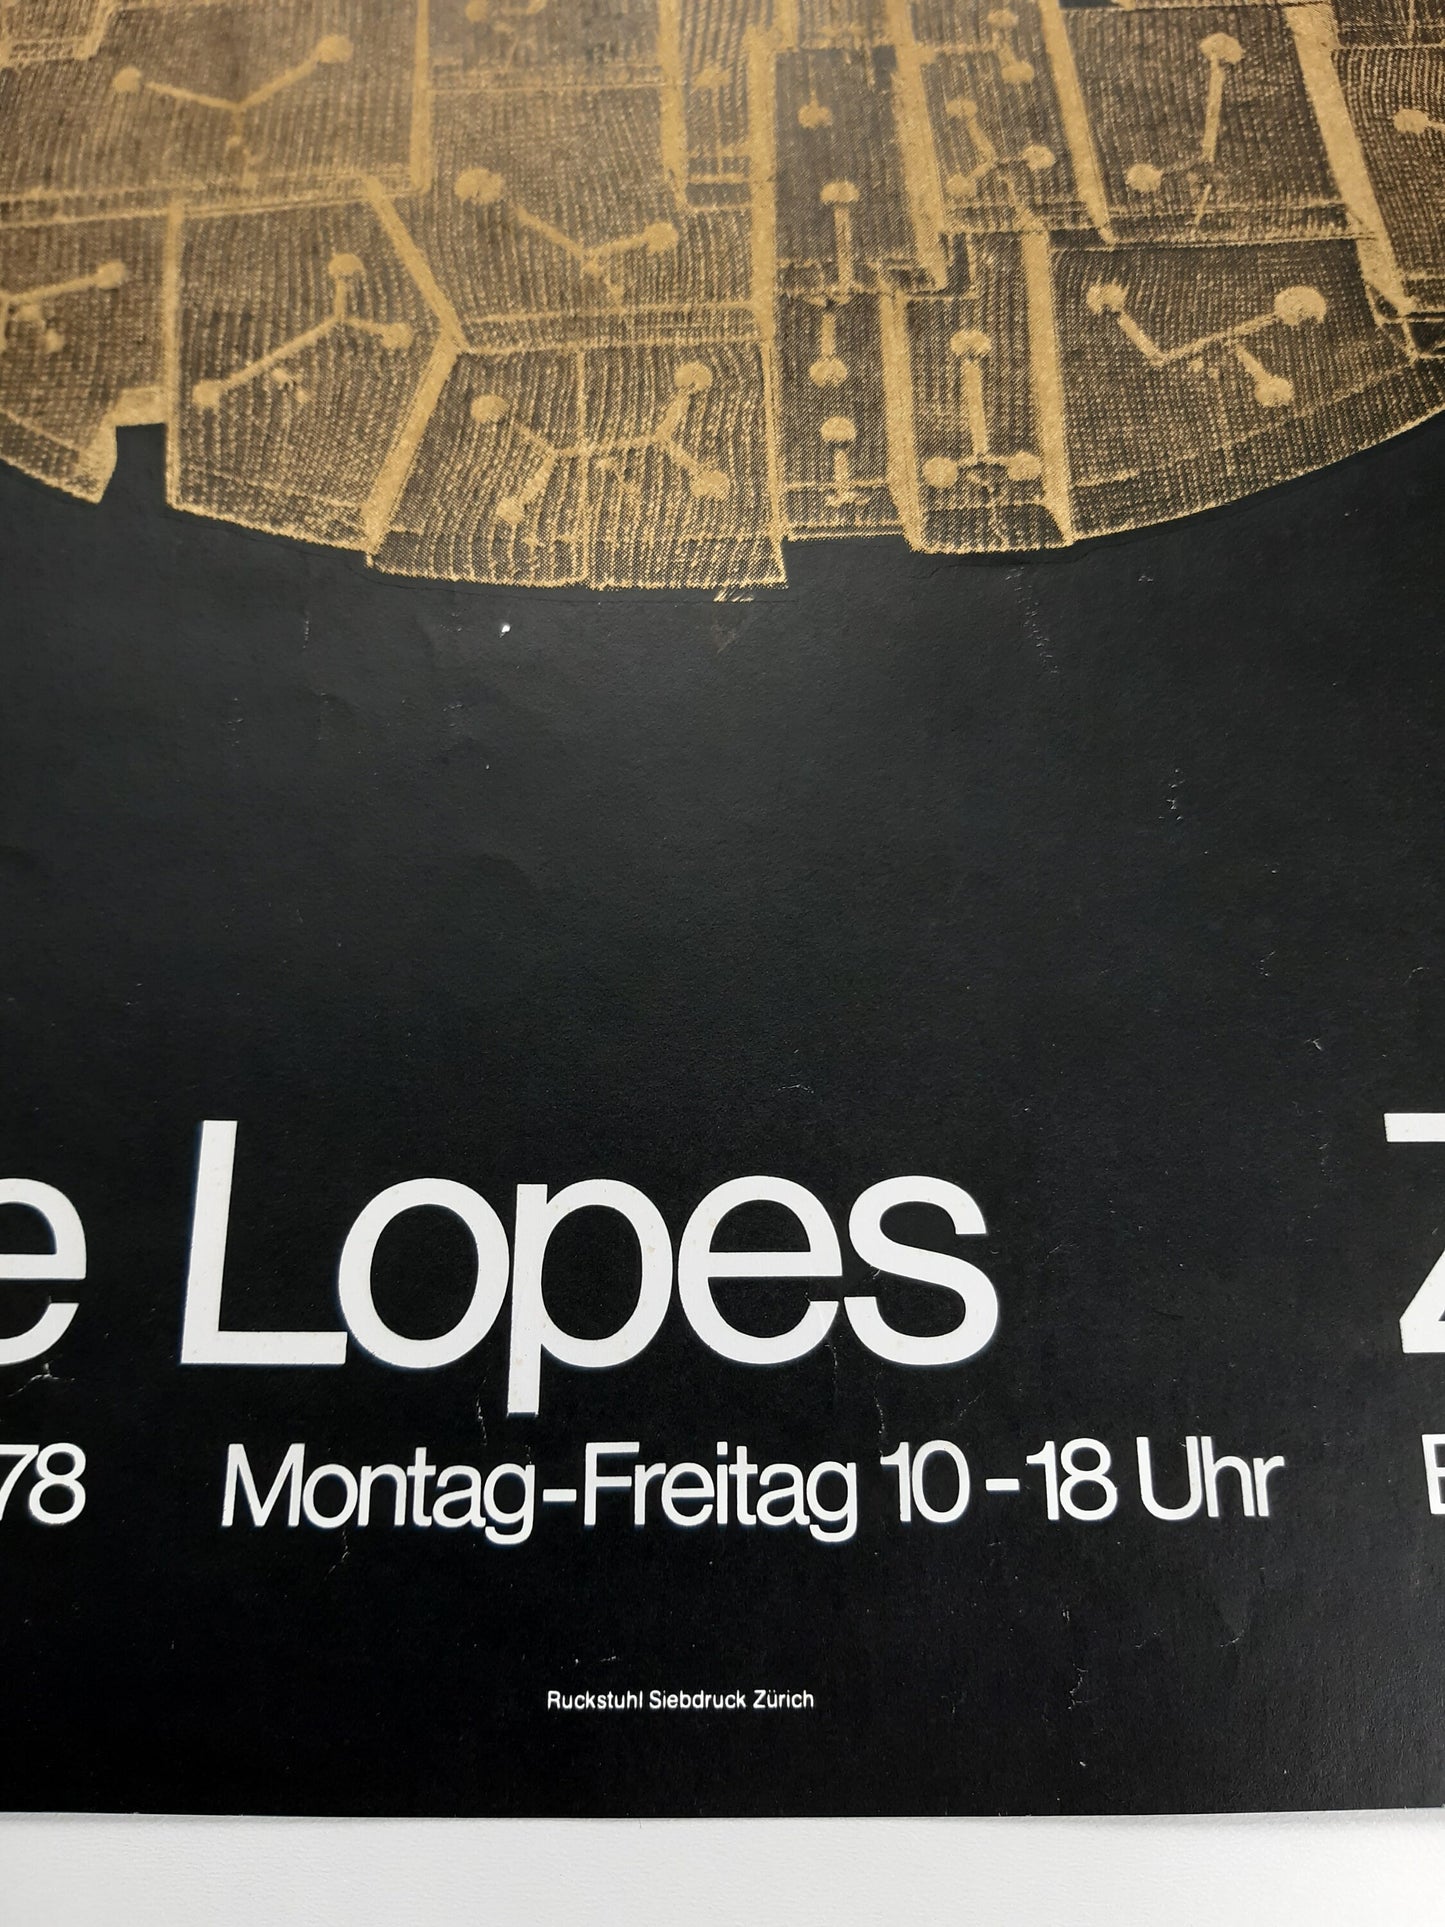 e Lopes Z
78 Montag-Freitag 10-18 Uhr
Ruckstuhl Siebdruck Zürich